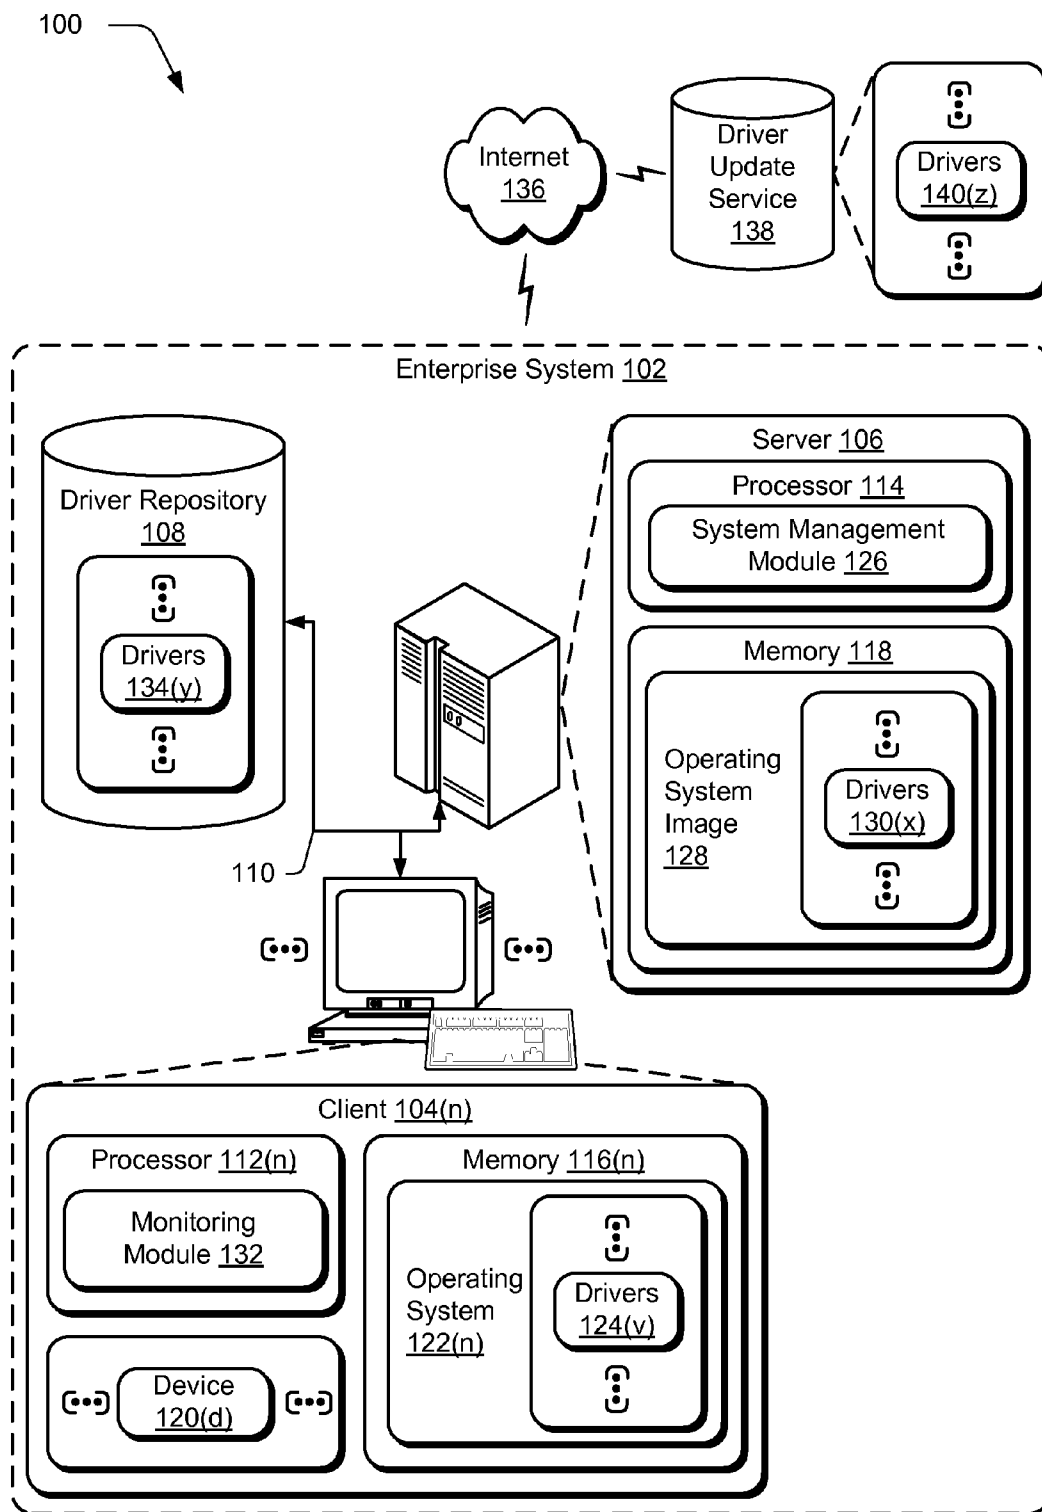 100
Internet
136
Driver
Update
Service
138
Drivers
140(z)
Enterprise System 102
Driver Repository
108
Drivers
134(y)
110
Server 106
Processor 114
System Management
Module 126
Memory 118
Operating
System
Image
128
Drivers
130(x)
Client 104(n)
Processor 112(n)
Monitoring
Module 132
Device
120(d)
Memory 116(n)
Operating
System
122(n)
Drivers
124(v)